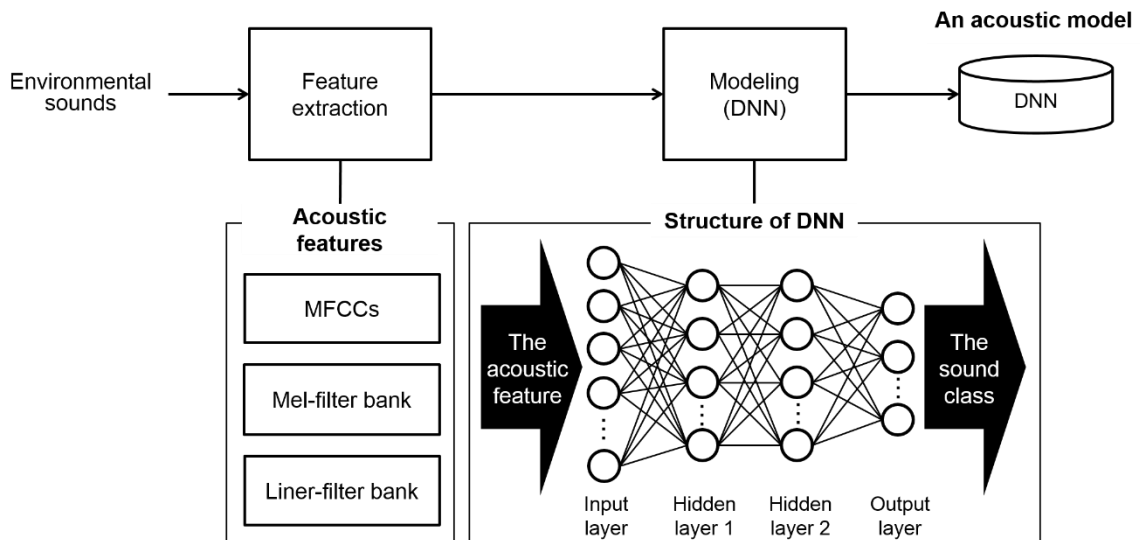 An acoustic model
Environmental
sounds
Feature
extraction
Modeling
(DNN)
DNN
Acoustic
features
MFCCs
Mel-filter bank
Liner-filter bank
Structure of DNN
The
acoustic
feature
The
sound
class
Input
layer
Hidden
layer 1
Hidden
layer 2
Output
layer